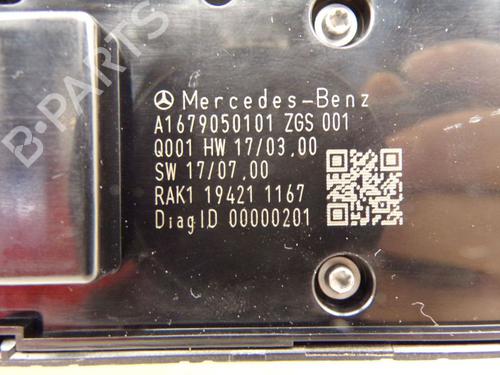 Mercedes-Benz
A1679050101 ZGS 001
Q001 HW 17/03,00
SW 17/07,00
RAK1 19421 1167
DiagID 00000201
B-PARTS